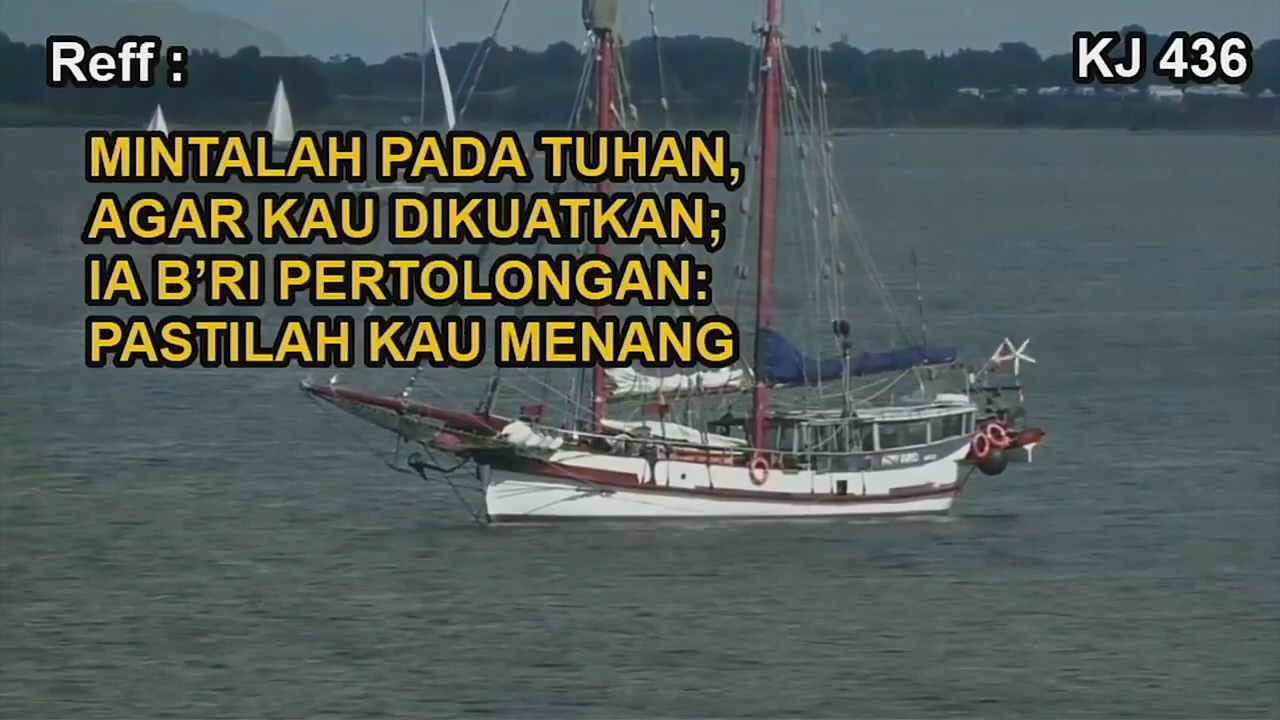 Reff :
KJ 436
MINTALAH PADA TUHAN,
AGAR KAU DIKUATKAN;
IA B’RI PERTOLONGAN:
PASTILAH KAU MENANG